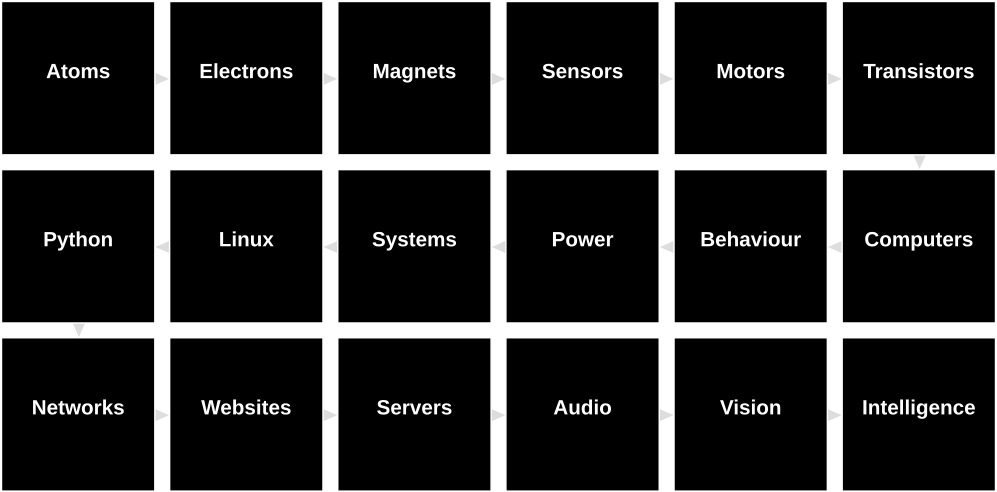 Atoms
Electrons
Magnets
Sensors
Motors
Transistors
Python
Linux
Systems
Power
Behaviour
Computers
Networks
Websites
Servers
Audio
Vision
Intelligence